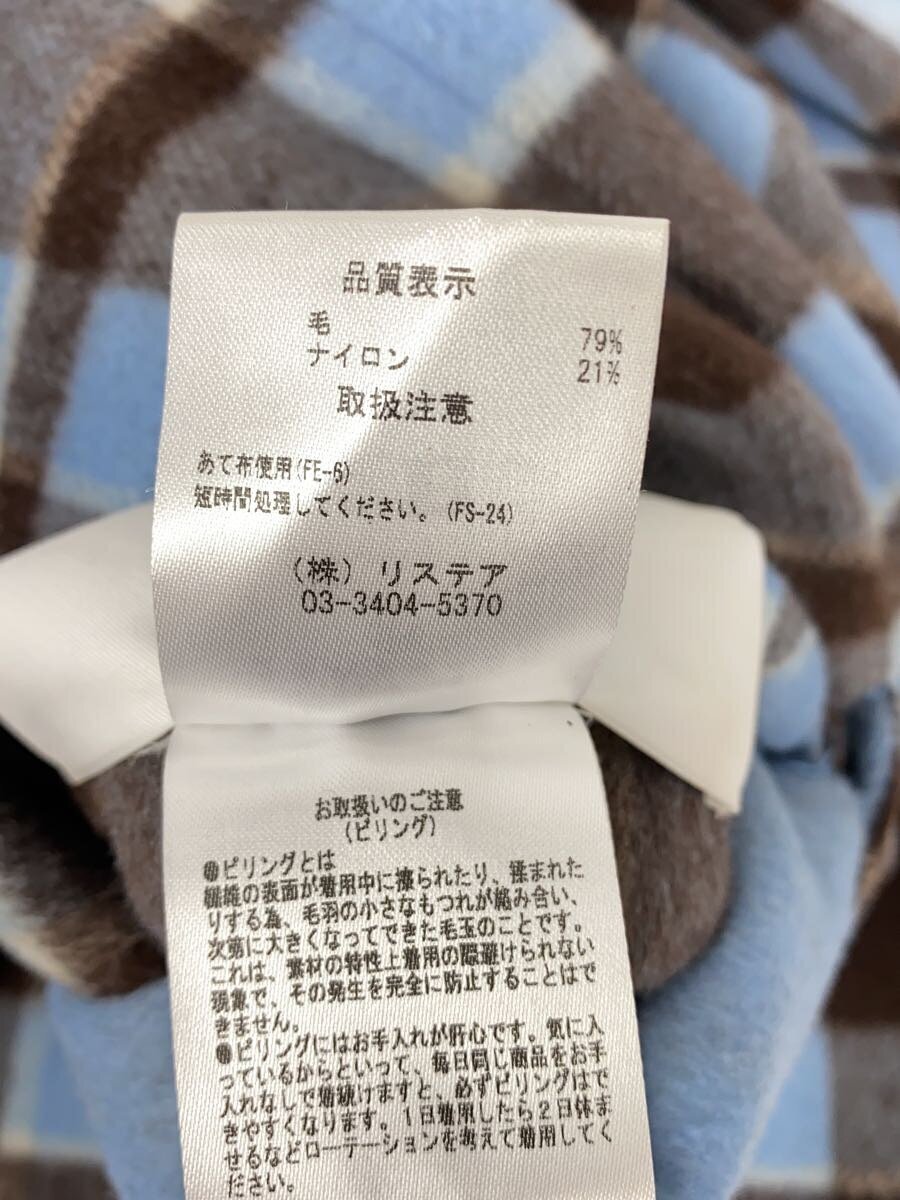 品質表示
毛 79%
ナイロン 21%
取扱注意
あて布使用(FE-6)
短時間処理してください。(FS-24)
(株) リステア
03-3404-5370
お取扱いのご注意
(ピリング)
●ピリングとは
繊維の表面が着用中に擦られたり、揉まれた
りする為、毛羽の小さなもつれが絡み合い、
次第に大きくなってできた毛玉のことです。
これは、素材の特性上着用の際避けられない
現象で、その発生を完全に防止することはで
きません。
●ピリングにはお手入れが肝心です。気に入
っているからといって、毎日同じ商品をお手
入れなしで着続けますと、必ずピリングはで
きやすくなります。1日着用したら2日休ま
せるなどローテーションを考えて着用してく
ださい。